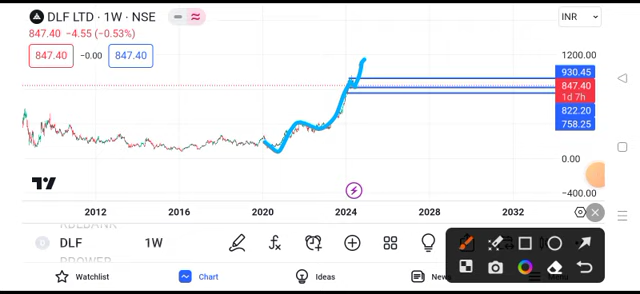 DLF LTD · 1W · NSE
INR
847.40 −4.55 (−0.53%)
847.40 −0.00 847.40
1200.00
930.45
847.40
1d 7h
822.20
758.25
0.00
−400.00
2012 2016 2020 2024 2028 2032
DLF 1W
Watchlist Chart Ideas News Menu